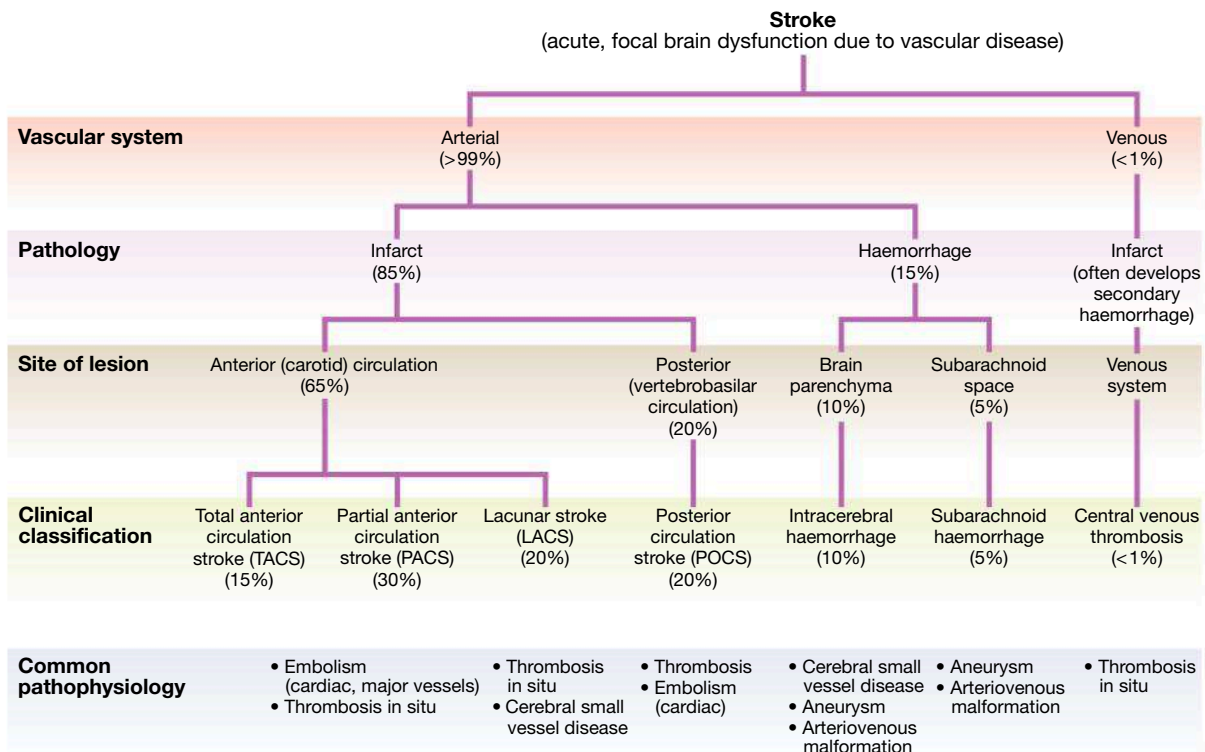 Stroke
(acute, focal brain dysfunction due to vascular disease)
Vascular system
Arterial
(>99%)
Venous
(<1%)
Pathology
Infarct
(85%)
Haemorrhage
(15%)
Infarct
(often develops
secondary
haemorrhage)
Site of lesion
Anterior (carotid) circulation
(65%)
Posterior
(vertebrobasilar
circulation)
(20%)
Brain
parenchyma
(10%)
Subarachnoid
space
(5%)
Venous
system
Clinical
classification
Total anterior
circulation
stroke (TACS)
(15%)
Partial anterior
circulation
stroke (PACS)
(30%)
Lacunar stroke
(LACS)
(20%)
Posterior
circulation
stroke (POCS)
(20%)
Intracerebral
haemorrhage
(10%)
Subarachnoid
haemorrhage
(5%)
Central venous
thrombosis
(<1%)
Common
pathophysiology
• Embolism
(cardiac, major vessels)
• Thrombosis in situ
• Thrombosis
in situ
• Cerebral small
vessel disease
• Thrombosis
• Embolism
(cardiac)
• Cerebral small
vessel disease
• Aneurysm
• Arteriovenous
malformation
• Aneurysm
• Arteriovenous
malformation
• Thrombosis
in situ